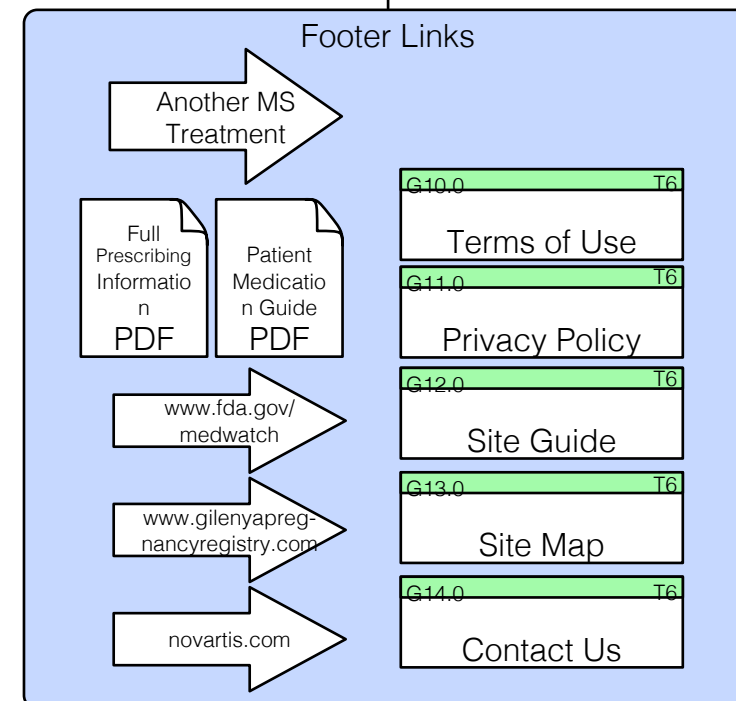 Footer Links
Another MS
Treatment
Full
Prescribing
Informatio
n
PDF
Patient
Medicatio
n Guide
PDF
www.fda.gov/
medwatch
www.gilenyapreg-
nancyregistry.com
novartis.com
G10.0 T6
Terms of Use
G11.0 T6
Privacy Policy
G12.0 T6
Site Guide
G13.0 T6
Site Map
G14.0 T6
Contact Us